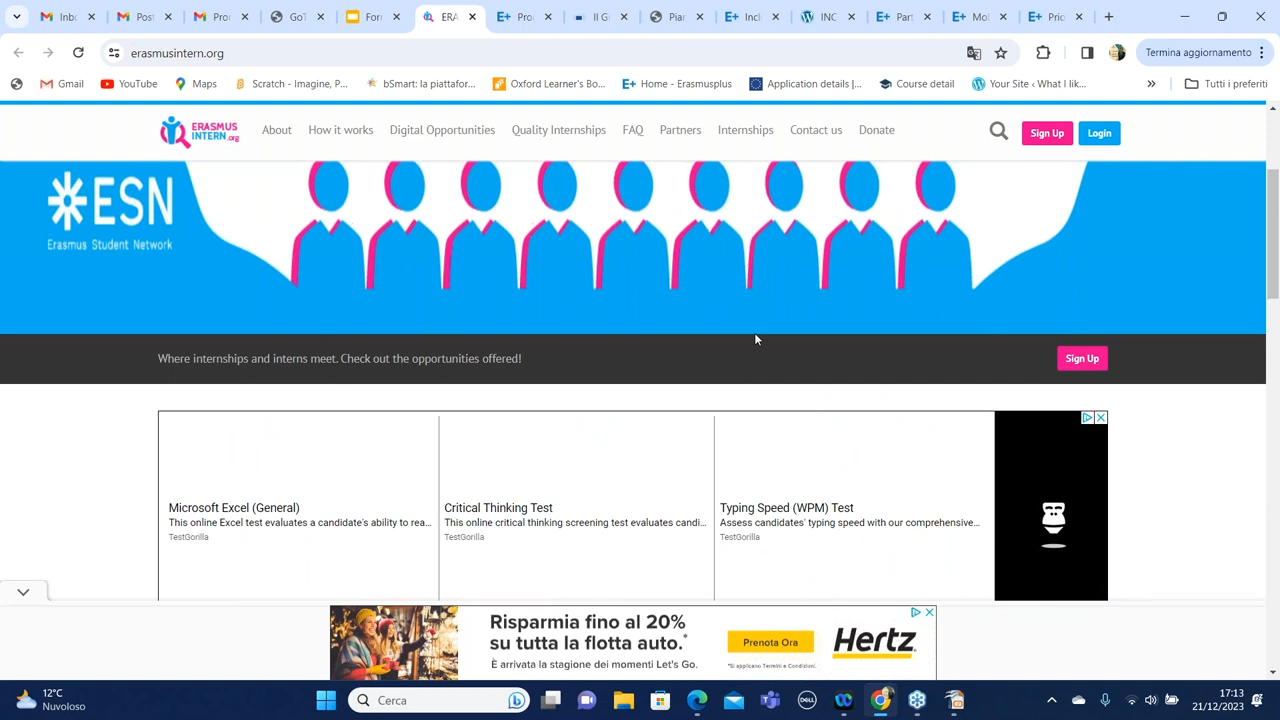 Inbo
Post
Pro
GoT
For
ERA
Pro
Il G
Piar
Incl
INC
Part
Mol
Prio
erasmusintern.org
Termina aggiornamento
Gmail
YouTube
Maps
Scratch - Imagine, P...
bSmart: la piattafor...
Oxford Learner's Bo...
Home - Erasmusplus
Application details |...
Course detail
Your Site ‹ What I lik...
»
Tutti i preferiti
ERASMUS
INTERN.org
About
How it works
Digital Opportunities
Quality Internships
FAQ
Partners
Internships
Contact us
Donate
Sign Up
Login
ESN
Erasmus Student Network
Where internships and interns meet. Check out the opportunities offered!
Sign Up
Microsoft Excel (General)
This online Excel test evaluates a candidate's ability to rea...
TestGorilla
Critical Thinking Test
This online critical thinking screening test evaluates candi...
TestGorilla
Typing Speed (WPM) Test
Assess candidates' typing speed with our comprehensive...
TestGorilla
Risparmia fino al 20%
su tutta la flotta auto.*
È arrivata la stagione dei momenti Let's Go.
Prenota Ora
Hertz
*Si applicano Termini e Condizioni.
12°C
Nuvoloso
Cerca
DELL
17:13
21/12/2023